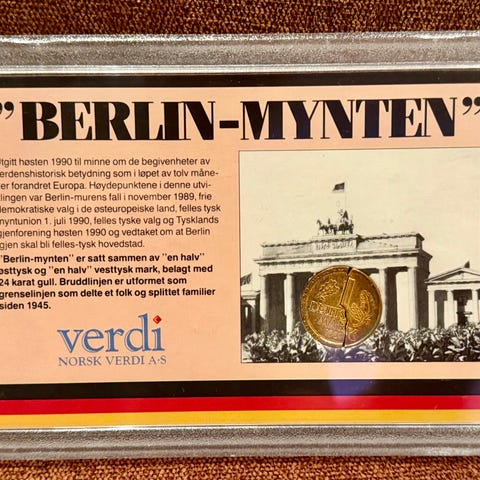 "BERLIN-MYNTEN"
Utgitt høsten 1990 til minne om de begivenheter av
verdenshistorisk betydning som i løpet av tolv måne-
er forandret Europa. Høydepunktene i denne utvi-
lingen var Berlin-murens fall i november 1989, frie
demokratiske valg i de østeuropeiske land, felles tysk
myntunion 1. juli 1990, felles tyske valg og Tysklands
gjenforening høsten 1990 og vedtaket om at Berlin
igjen skal bli felles-tysk hovedstad.
"Berlin-mynten" er satt sammen av "en halv"
østtysk og "en halv" vesttysk mark, belagt med
24 karat gull. Bruddlinjen er utformet som
grenselinjen som delte et folk og splittet familier
siden 1945.
verdi
NORSK VERDI A·S
1